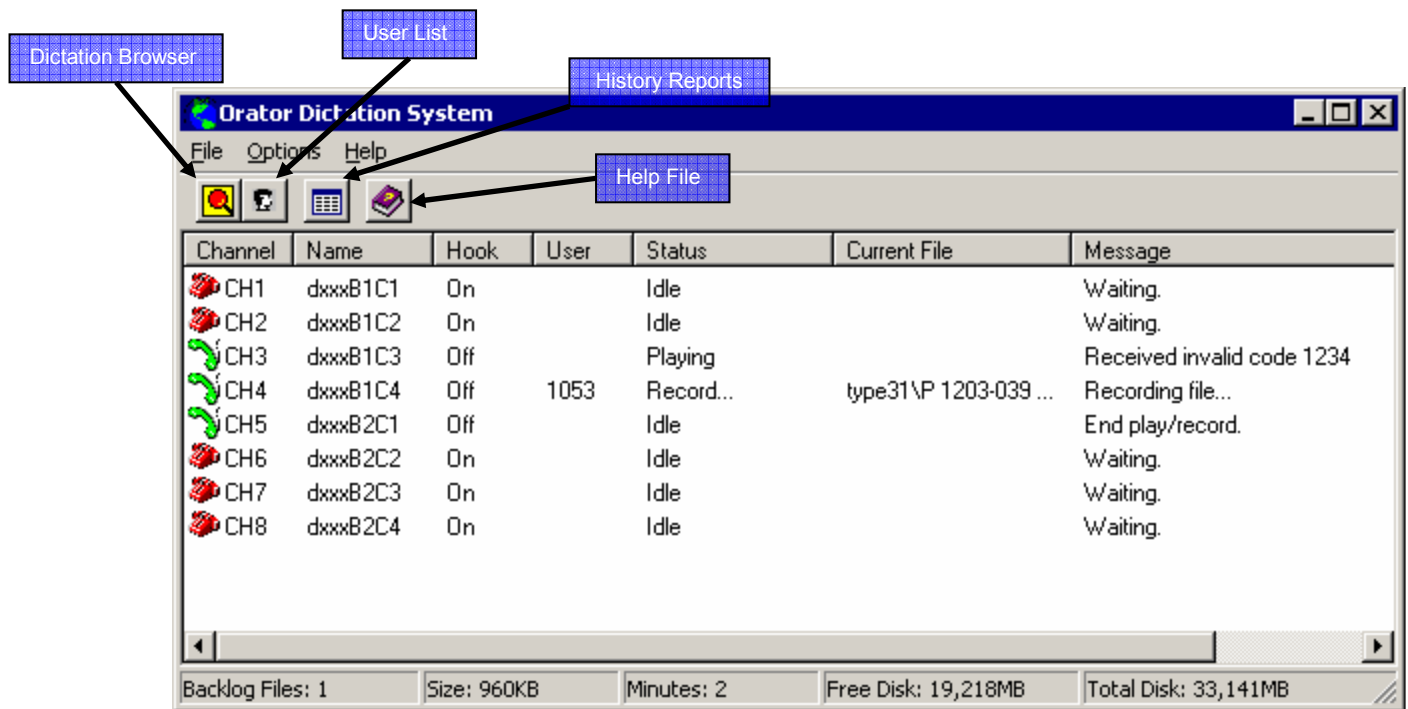 User List
Dictation Browser
History Reports
Orator Dictation System
File Options Help
Help File
Channel Name Hook User Status Current File Message
CH1 dxxxB1C1 On Idle Waiting.
CH2 dxxxB1C2 On Idle Waiting.
CH3 dxxxB1C3 Off Playing Received invalid code 1234
CH4 dxxxB1C4 Off 1053 Record... type31\P 1203-039 ... Recording file...
CH5 dxxxB2C1 Off Idle End play/record.
CH6 dxxxB2C2 On Idle Waiting.
CH7 dxxxB2C3 On Idle Waiting.
CH8 dxxxB2C4 On Idle Waiting.
Backlog Files: 1 Size: 960KB Minutes: 2 Free Disk: 19,218MB Total Disk: 33,141MB